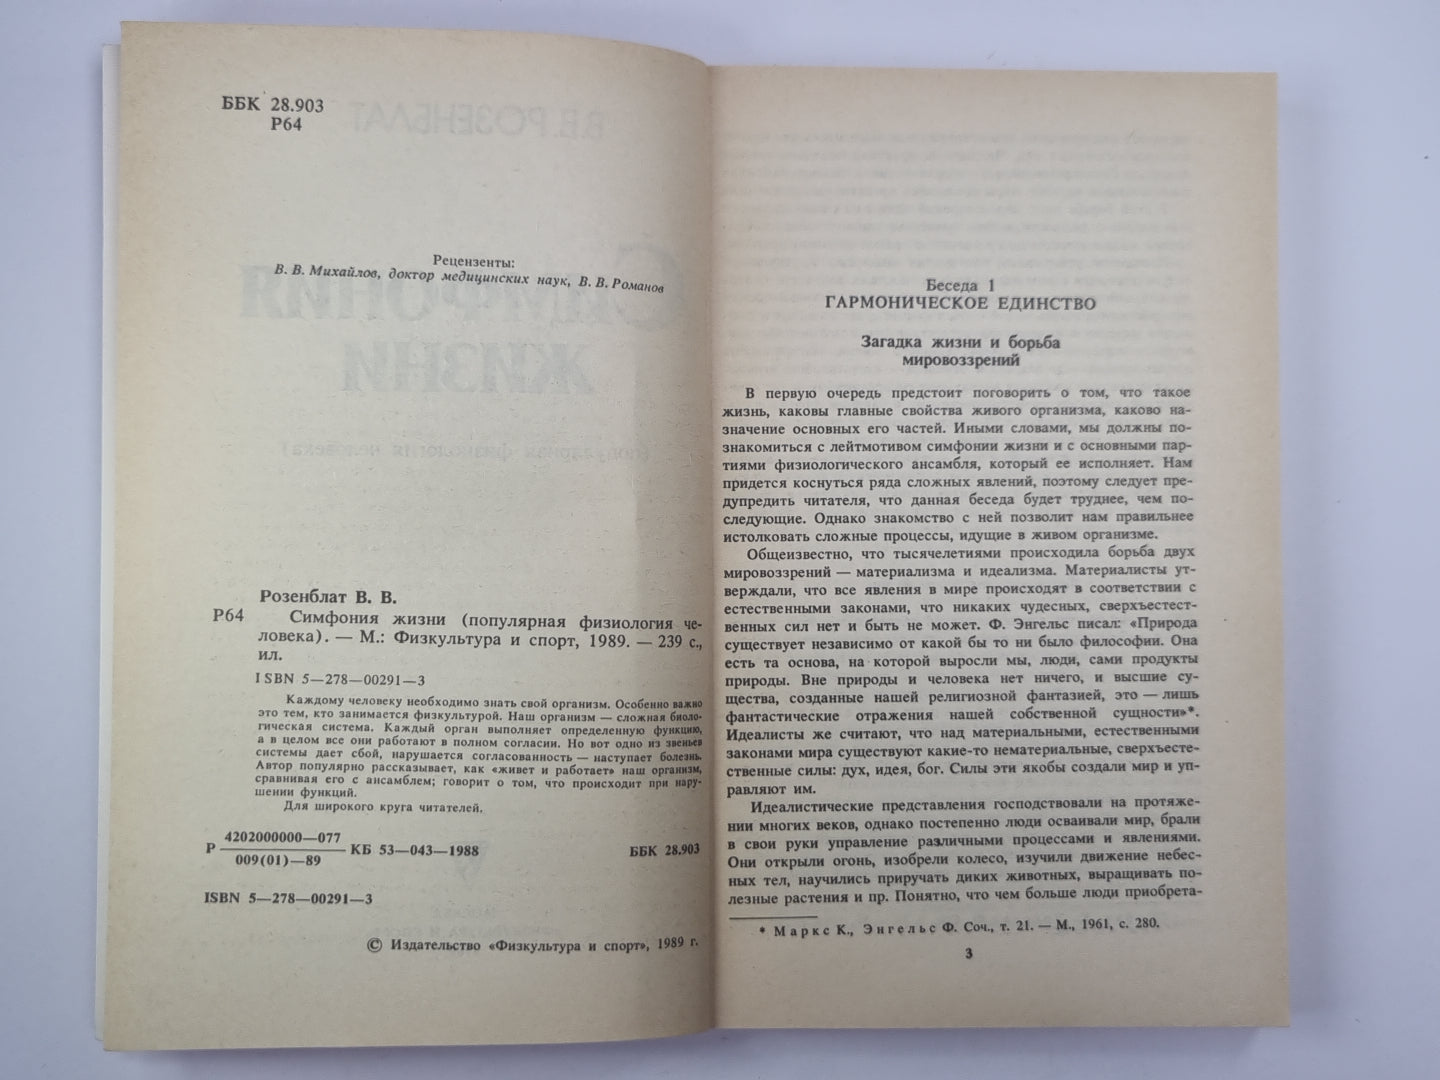 ББК 28.903
Р64
Рецензенты:
В. В. Михайлов, доктор медицинских наук, В. В. Романов
Розенблат В. В.
Р64 Симфония жизни (популярная физиология че-
ловека). — М.: Физкультура и спорт, 1989. — 239 с.,
ил.
ISBN 5—278—00291—3
Каждому человеку необходимо знать свой организм. Особенно важно
это тем, кто занимается физкультурой. Наш организм — сложная биоло-
гическая система. Каждый орган выполняет определенную функцию,
а в целом все они работают в полном согласии. Но вот одно из звеньев
системы дает сбой, нарушается согласованность — наступает болезнь.
Автор популярно рассказывает, как «живет и работает» наш организм,
сравнивая его с ансамблем; говорит о том, что происходит при нару-
шении функций.
Для широкого круга читателей.
4202000000—077
Р КБ 53—043—1988 ББК 28.903
009(01)—89
ISBN 5—278—00291—3
© Издательство «Физкультура и спорт», 1989 г.
Беседа 1
ГАРМОНИЧЕСКОЕ ЕДИНСТВО
Загадка жизни и борьба
мировоззрений
В первую очередь предстоит поговорить о том, что такое
жизнь, каковы главные свойства живого организма, каково на-
значение основных его частей. Иными словами, мы должны по-
знакомиться с лейтмотивом симфонии жизни и с основными пар-
тиями физиологического ансамбля, который ее исполняет. Нам
придется коснуться ряда сложных явлений, поэтому следует пре-
дупредить читателя, что данная беседа будет труднее, чем по-
следующие. Однако знакомство с ней позволит нам правильнее
истолковать сложные процессы, идущие в живом организме.
Общеизвестно, что тысячелетиями происходила борьба двух
мировоззрений — материализма и идеализма. Материалисты ут-
верждали, что все явления в мире происходят в соответствии с
естественными законами, что никаких чудесных, сверхъестест-
венных сил нет и быть не может. Ф. Энгельс писал: «Природа
существует независимо от какой бы то ни было философии. Она
есть та основа, на которой выросли мы, люди, сами продукты
природы. Вне природы и человека нет ничего, и высшие су-
щества, созданные нашей религиозной фантазией, это — лишь
фантастические отражения нашей собственной сущности»*.
Идеалисты же считают, что над материальными, естественными
законами мира существуют какие-то нематериальные, сверхъесте-
ственные силы: дух, идея, бог. Силы эти якобы создали мир и уп-
равляют им.
Идеалистические представления господствовали на протяже-
нии многих веков, однако постепенно люди осваивали мир, брали
в свои руки управление различными процессами и явлениями.
Они открыли огонь, изобрели колесо, изучили движение небес-
ных тел, научились приручать диких животных, выращивать по-
лезные растения и пр. Понятно, что чем больше люди приобрета-
* Маркс К., Энгельс Ф. Соч., т. 21. — М., 1961, с. 280.
3